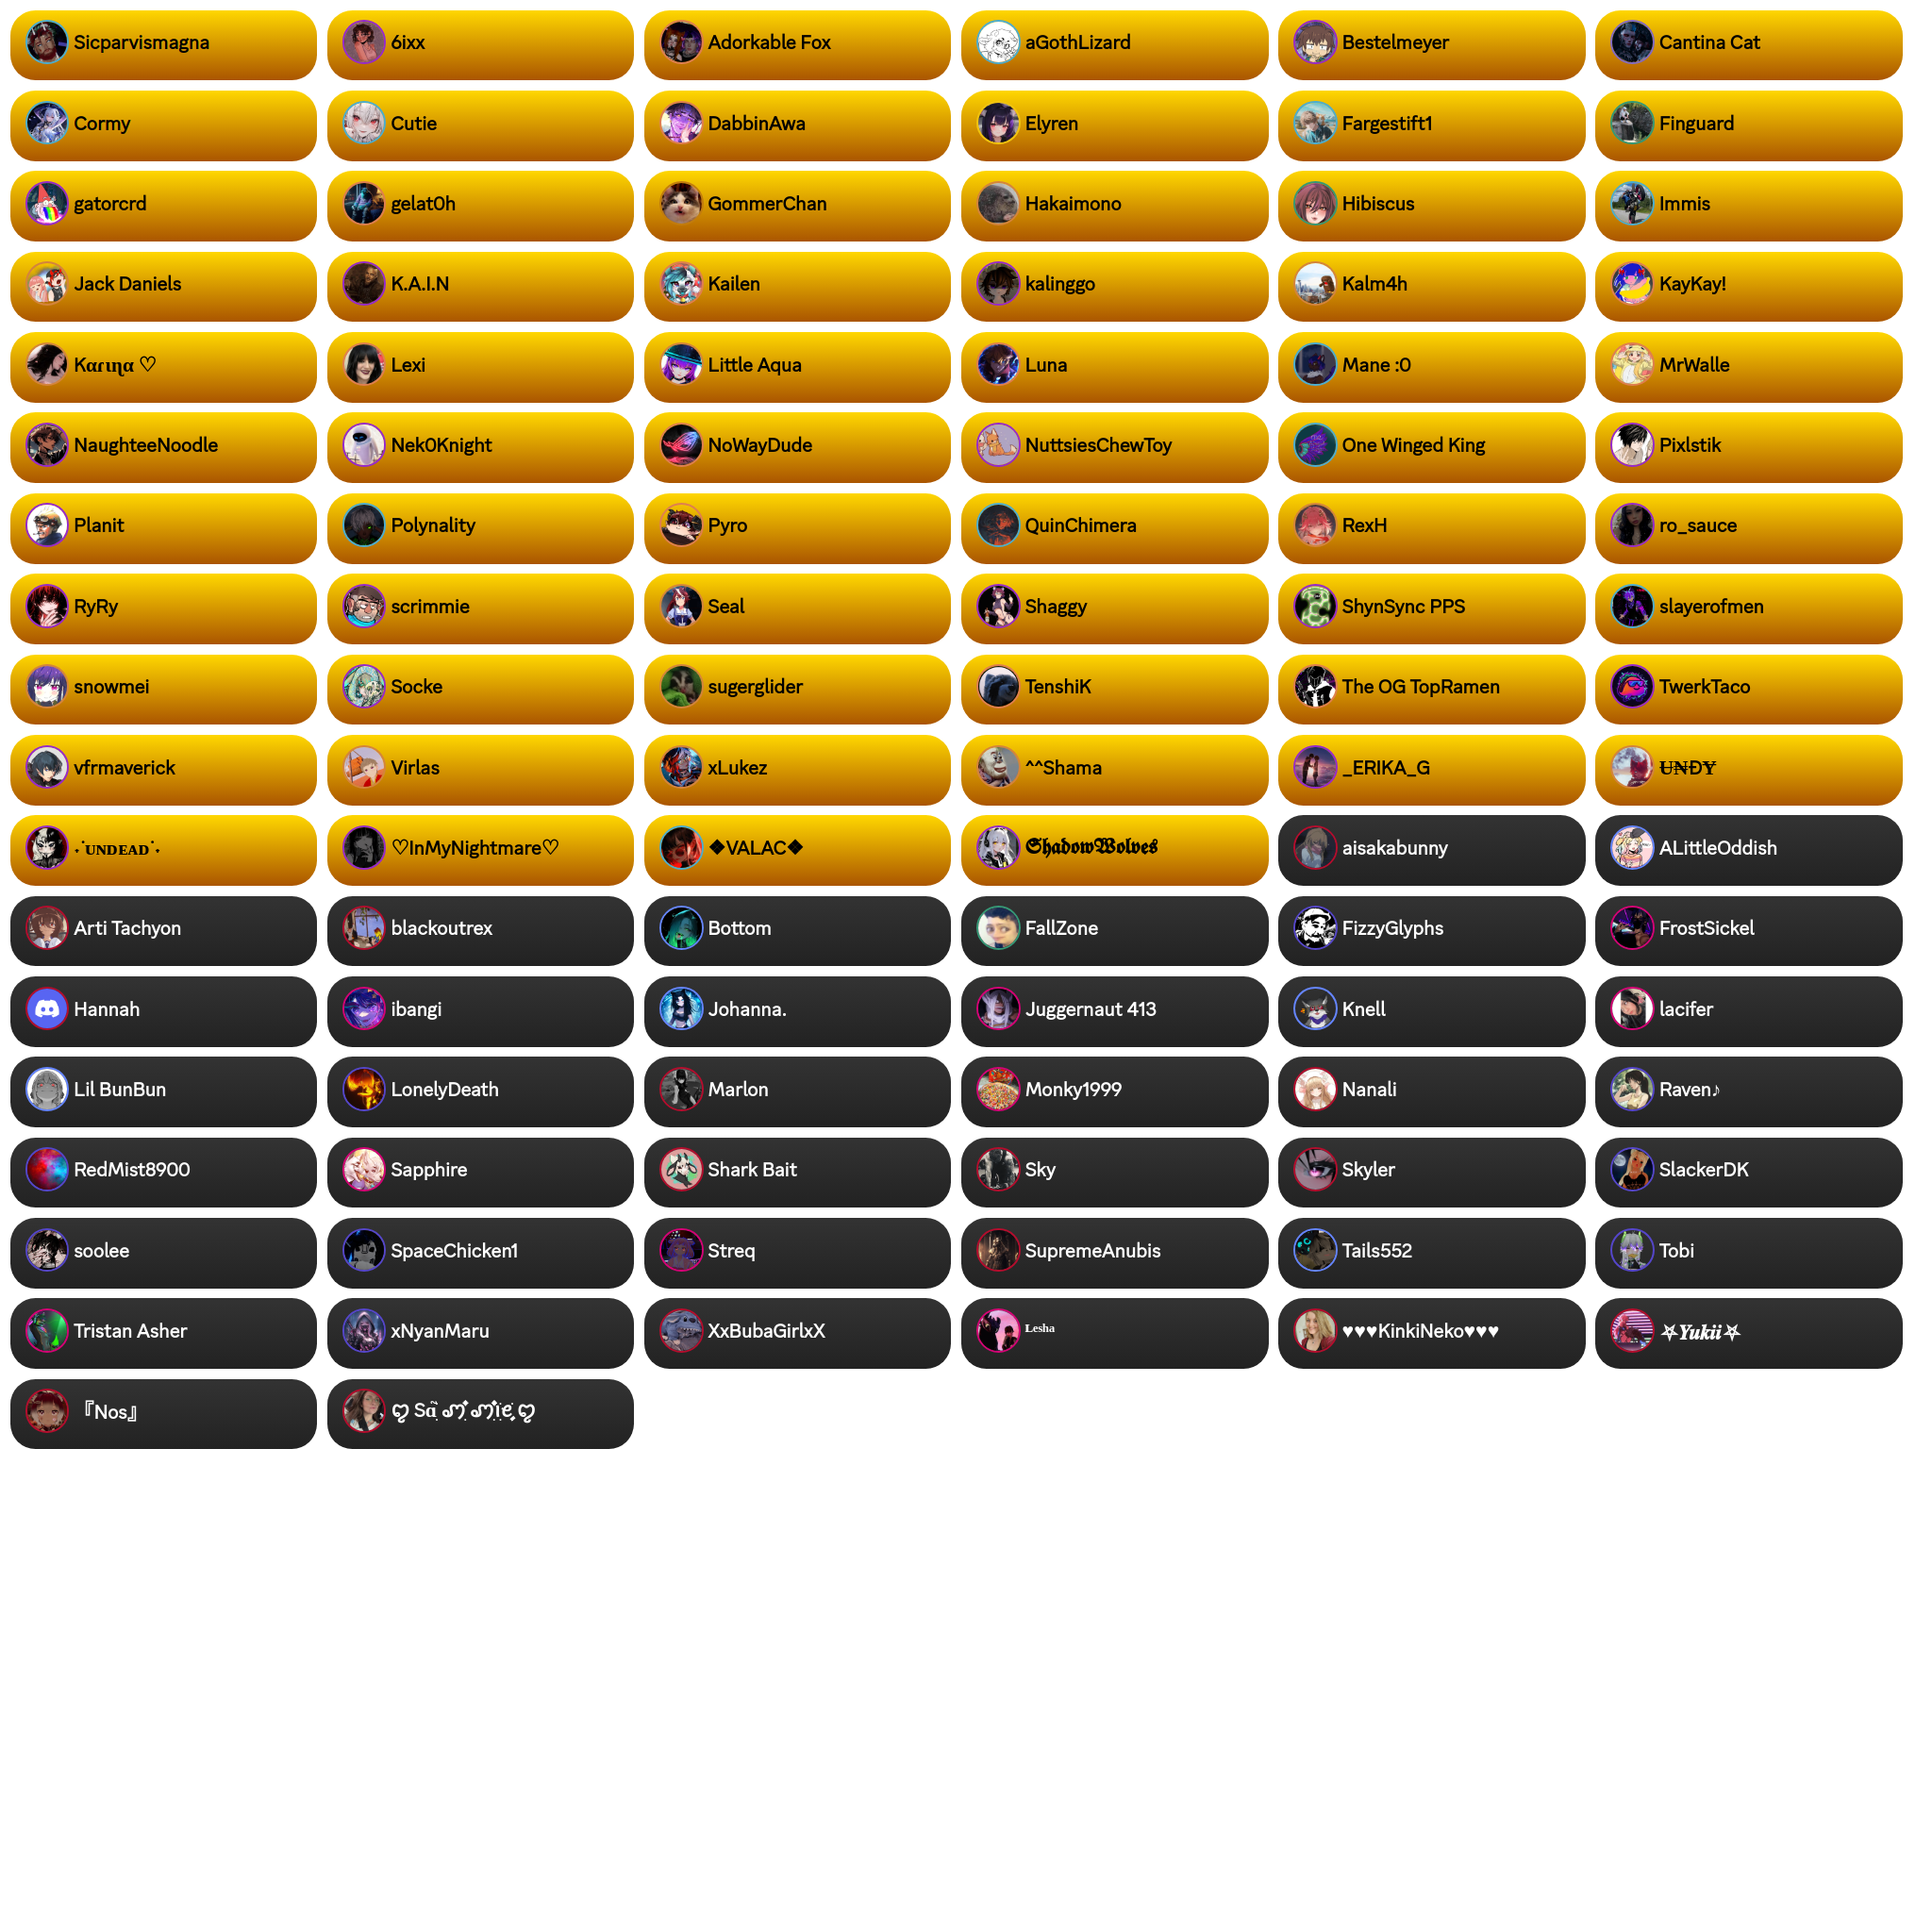 Sicparvismagna
6ixx
Adorkable Fox
aGothLizard
Bestelmeyer
Cantina Cat
Cormy
Cutie
DabbinAwa
Elyren
Fargestift1
Finguard
gatorcrd
gelat0h
GommerChan
Hakaimono
Hibiscus
Immis
Jack Daniels
K.A.I.N
Kailen
kalinggo
Kalm4h
KayKay!
Kαɾιɳα ♡
Lexi
Little Aqua
Luna
Mane :0
MrWalle
NaughteeNoodle
Nek0Knight
NoWayDude
NuttsiesChewToy
One Winged King
Pixlstik
Planit
Polynality
Pyro
QuinChimera
RexH
ro_sauce
RyRy
scrimmie
Seal
Shaggy
ShynSync PPS
slayerofmen
snowmei
Socke
sugerglider
TenshiK
The OG TopRamen
TwerkTaco
vfrmaverick
Virlas
xLukez
^^Shama
_ERIKA_G
U̶N̶D̶Y̶
˖˙ᴜɴᴅᴇᴀᴅ˙˖
♡InMyNightmare♡
❖VALAC❖
𝕾𝖍𝖆𝖉𝖔𝖜𝖂𝖔𝖑𝖛𝖊𝖘
aisakabunny
ALittleOddish
Arti Tachyon
blackoutrex
Bottom
FallZone
FizzyGlyphs
FrostSickel
Hannah
ibangi
Johanna.
Juggernaut 413
Knell
lacifer
Lil BunBun
LonelyDeath
Marlon
Monky1999
Nanali
Raven♪
RedMist8900
Sapphire
Shark Bait
Sky
Skyler
SlackerDK
soolee
SpaceChicken1
Streq
SupremeAnubis
Tails552
Tobi
Tristan Asher
xNyanMaru
XxBubaGirlxX
ᴸᵉˢʰᵃ
♥♥♥KinkiNeko♥♥♥
⛧𝒀𝒖𝒌𝒊𝒊⛧
『Nos』